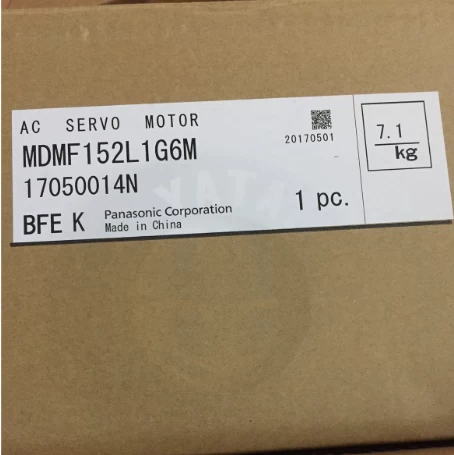 AC SERVO MOTOR
MDMF152L1G6M
17050014N
BFE K
Panasonic Corporation
Made in China
20170501
1 pc.
7.1
kg